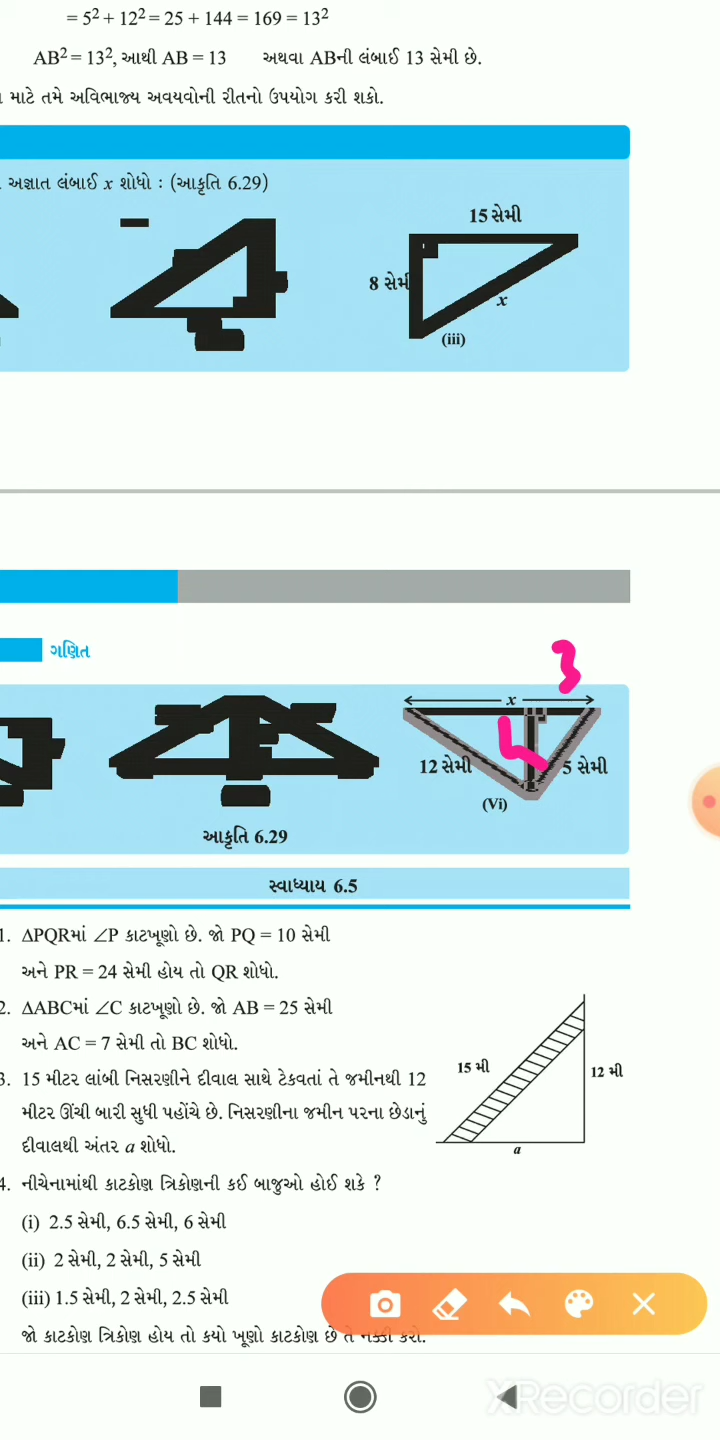 = 5² + 12² = 25 + 144 = 169 = 13²
AB² = 13², આથી AB = 13 અથવા ABની લંબાઈ 13 સેમી છે.
માટે તમે અવિભાજ્ય અવયવોની રીતનો ઉપયોગ કરી શકો.
અજ્ઞાત લંબાઈ x શોધો : (આકૃતિ 6.29)
15 સેમી
8 સેમી
x
(iii)
ગણિત
3
x
12 સેમી
5 સેમી
(Vi)
આકૃતિ 6.29
સ્વાધ્યાય 6.5
1. ΔPQRમાં ∠P કાટખૂણો છે. જો PQ = 10 સેમી
અને PR = 24 સેમી હોય તો QR શોધો.
2. ΔABCમાં ∠C કાટખૂણો છે. જો AB = 25 સેમી
અને AC = 7 સેમી તો BC શોધો.
3. 15 મીટર લાંબી નિસરણીને દીવાલ સાથે ટેકવતાં તે જમીનથી 12
મીટર ઊંચી બારી સુધી પહોંચે છે. નિસરણીના જમીન પરના છેડાનું
દીવાલથી અંતર a શોધો.
15 મી
12 મી
a
4. નીચેનામાંથી કાટકોણ ત્રિકોણની કઈ બાજુઓ હોઈ શકે ?
(i) 2.5 સેમી, 6.5 સેમી, 6 સેમી
(ii) 2 સેમી, 2 સેમી, 5 સેમી
(iii) 1.5 સેમી, 2 સેમી, 2.5 સેમી
જો કાટકોણ ત્રિકોણ હોય તો કયો ખૂણો કાટકોણ છે તે નક્કી કરો.
XRecorder